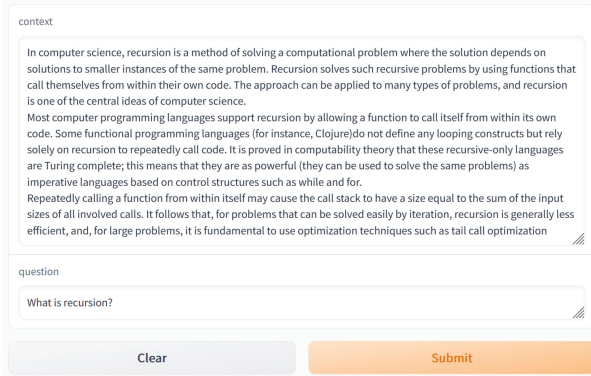 context
In computer science, recursion is a method of solving a computational problem where the solution depends on
solutions to smaller instances of the same problem. Recursion solves such recursive problems by using functions that
call themselves from within their own code. The approach can be applied to many types of problems, and recursion
is one of the central ideas of computer science.
Most computer programming languages support recursion by allowing a function to call itself from within its own
code. Some functional programming languages (for instance, Clojure)do not define any looping constructs but rely
solely on recursion to repeatedly call code. It is proved in computability theory that these recursive-only languages
are Turing complete; this means that they are as powerful (they can be used to solve the same problems) as
imperative languages based on control structures such as while and for.
Repeatedly calling a function from within itself may cause the call stack to have a size equal to the sum of the input
sizes of all involved calls. It follows that, for problems that can be solved easily by iteration, recursion is generally less
efficient, and, for large problems, it is fundamental to use optimization techniques such as tail call optimization
question
What is recursion?
Clear
Submit